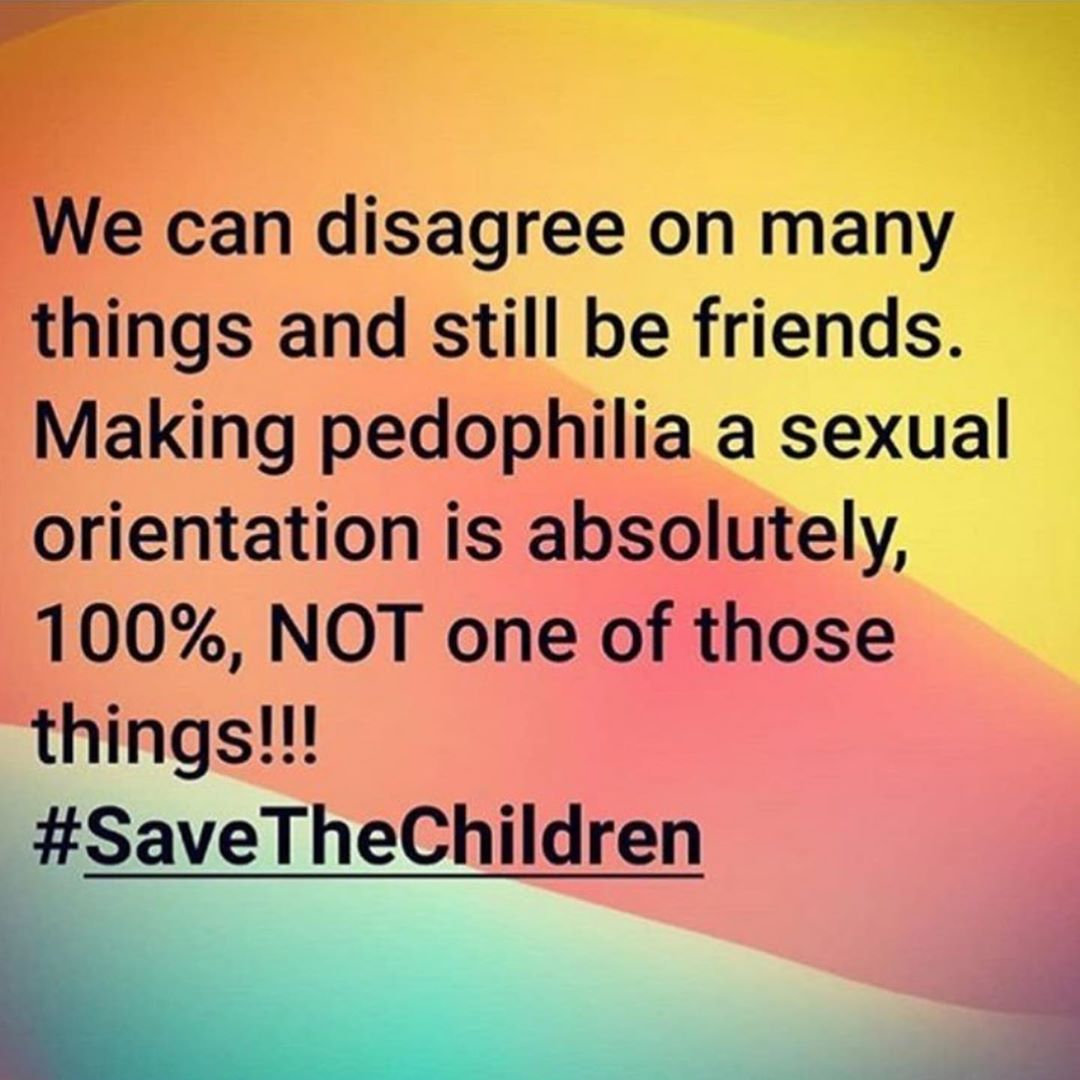 We can disagree on many
things and still be friends.
Making pedophilia a sexual
orientation is absolutely,
100%, NOT one of those
things!!!
#SaveTheChildren